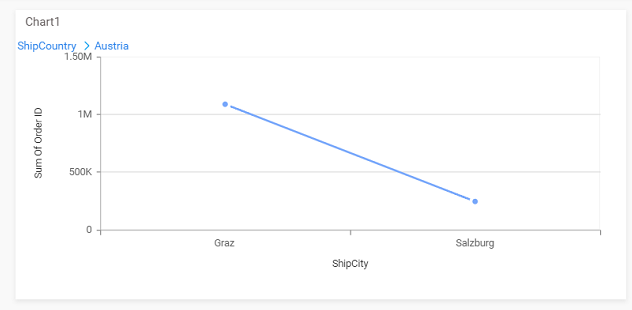 Chart1
ShipCountry > Austria
1.50M
1M
500K
0
Sum Of Order ID
Graz Salzburg
ShipCity